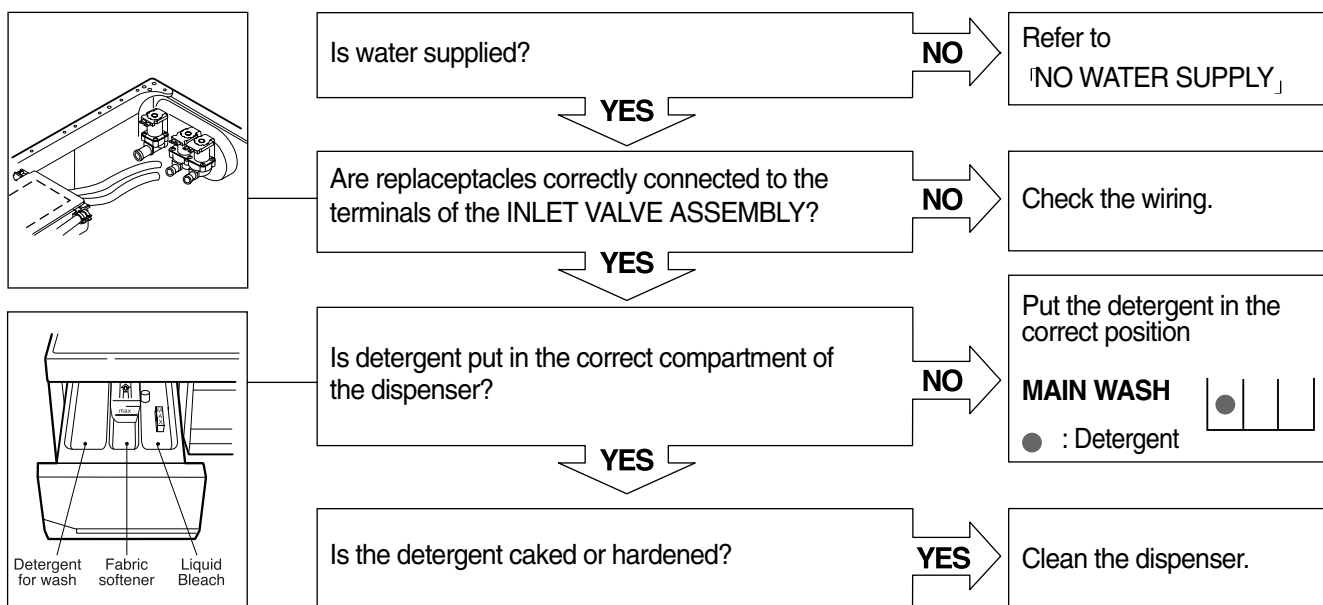 Is water supplied?
NO
Refer to
「NO WATER SUPPLY」
YES
Are replaceptacles correctly connected to the
terminals of the INLET VALVE ASSEMBLY?
NO
Check the wiring.
YES
Is detergent put in the correct compartment of
the dispenser?
NO
Put the detergent in the
correct position
MAIN WASH
● : Detergent
max
MAX
Detergent
for wash
Fabric
softener
Liquid
Bleach
YES
Is the detergent caked or hardened?
YES
Clean the dispenser.